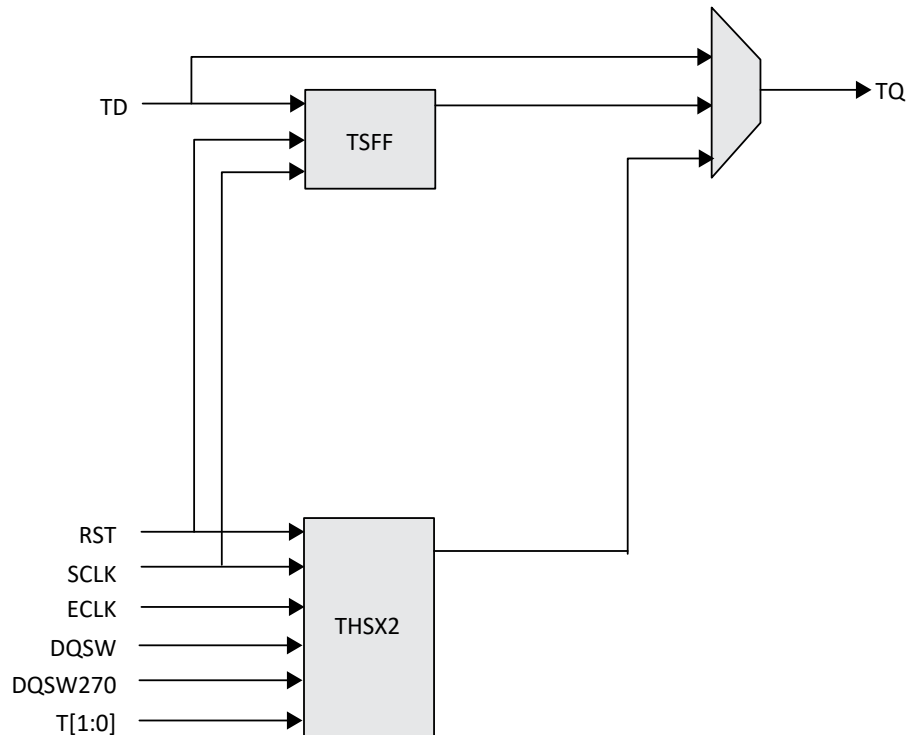 TD
TSFF
TQ
RST
SCLK
ECLK
DQSW
DQSW270
T[1:0]
THSX2